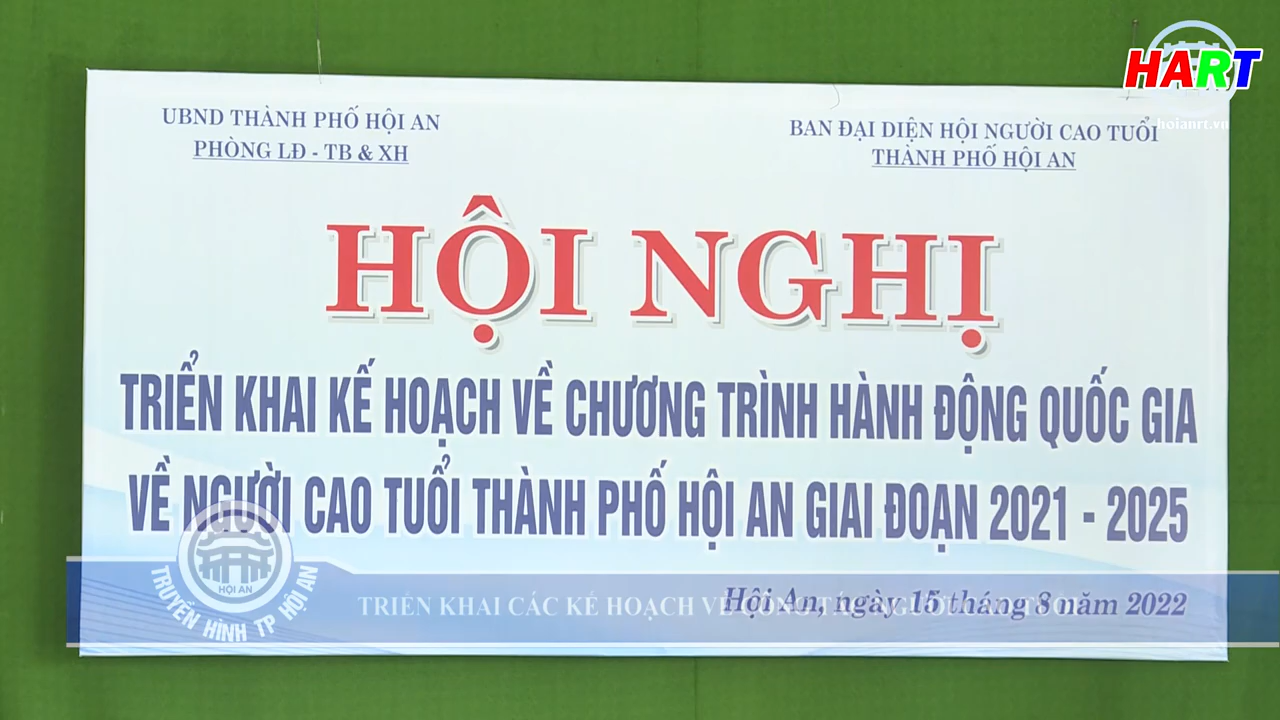 HART
hoianrt.vn
UBND THÀNH PHỐ HỘI AN
PHÒNG LĐ - TB & XH
BAN ĐẠI DIỆN HỘI NGƯỜI CAO TUỔI
THÀNH PHỐ HỘI AN
HỘI NGHỊ
TRIỂN KHAI KẾ HOẠCH VỀ CHƯƠNG TRÌNH HÀNH ĐỘNG QUỐC GIA
VỀ NGƯỜI CAO TUỔI THÀNH PHỐ HỘI AN GIAI ĐOẠN 2021 - 2025
Hội An, ngày 15 tháng 8 năm 2022
HỘI AN
TRUYỀN HÌNH TP HỘI AN
TRIỂN KHAI CÁC KẾ HOẠCH VỀ